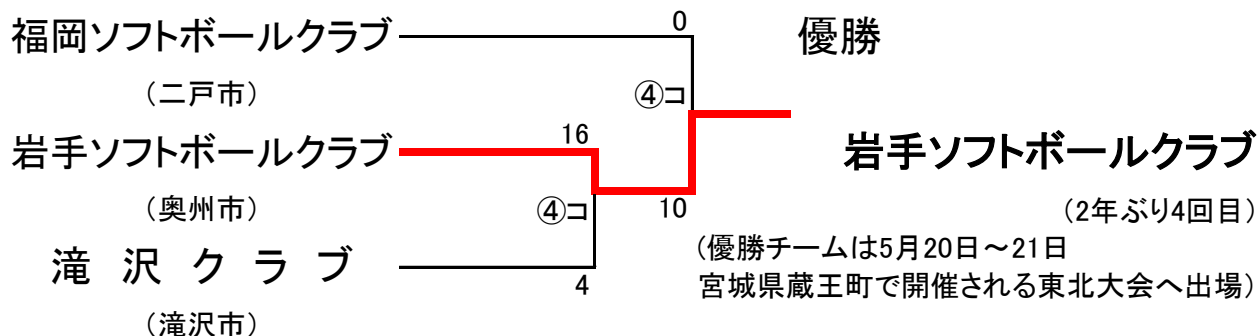 福岡ソフトボールクラブ
0
優勝
（二戸市）
④コ
岩手ソフトボールクラブ
16
岩手ソフトボールクラブ
（奥州市）
④コ
10
（2年ぶり4回目）
滝 沢 ク ラ ブ
4
（優勝チームは5月20日～21日
宮城県蔵王町で開催される東北大会へ出場）
（滝沢市）